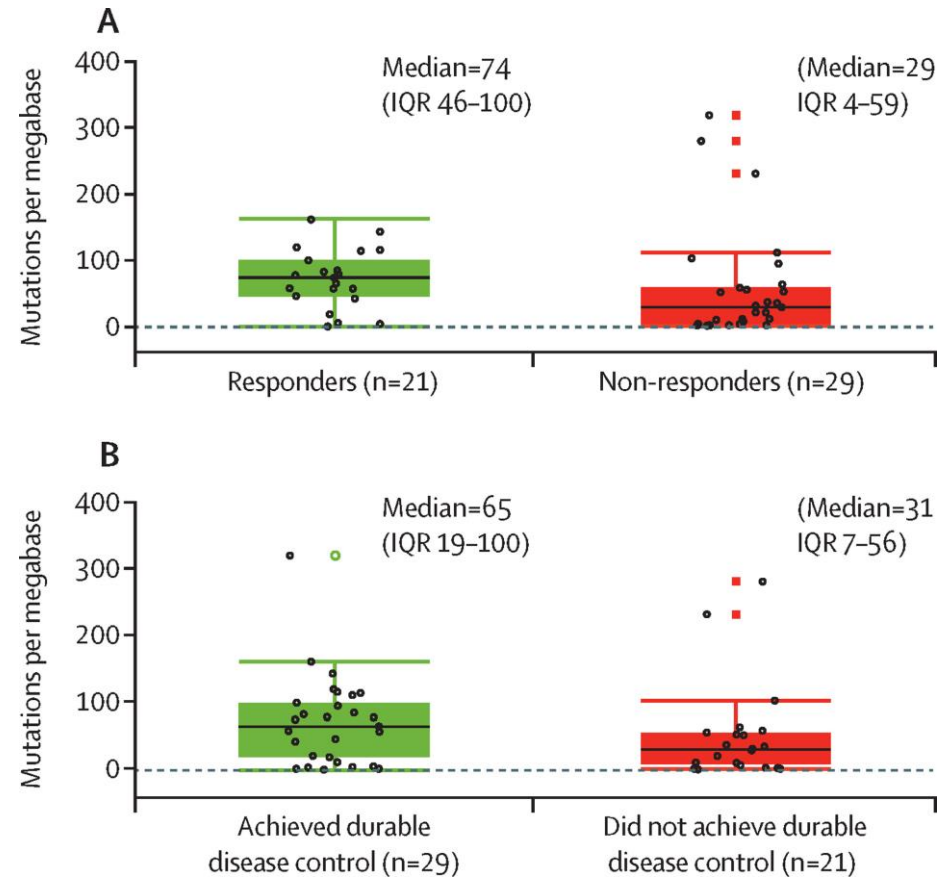 A
Mutations per megabase
400
300
200
100
0
Median=74
(IQR 46–100)
(Median=29
IQR 4–59)
Responders (n=21)
Non-responders (n=29)
B
Mutations per megabase
400
300
200
100
0
Median=65
(IQR 19–100)
(Median=31
IQR 7–56)
Achieved durable
disease control (n=29)
Did not achieve durable
disease control (n=21)